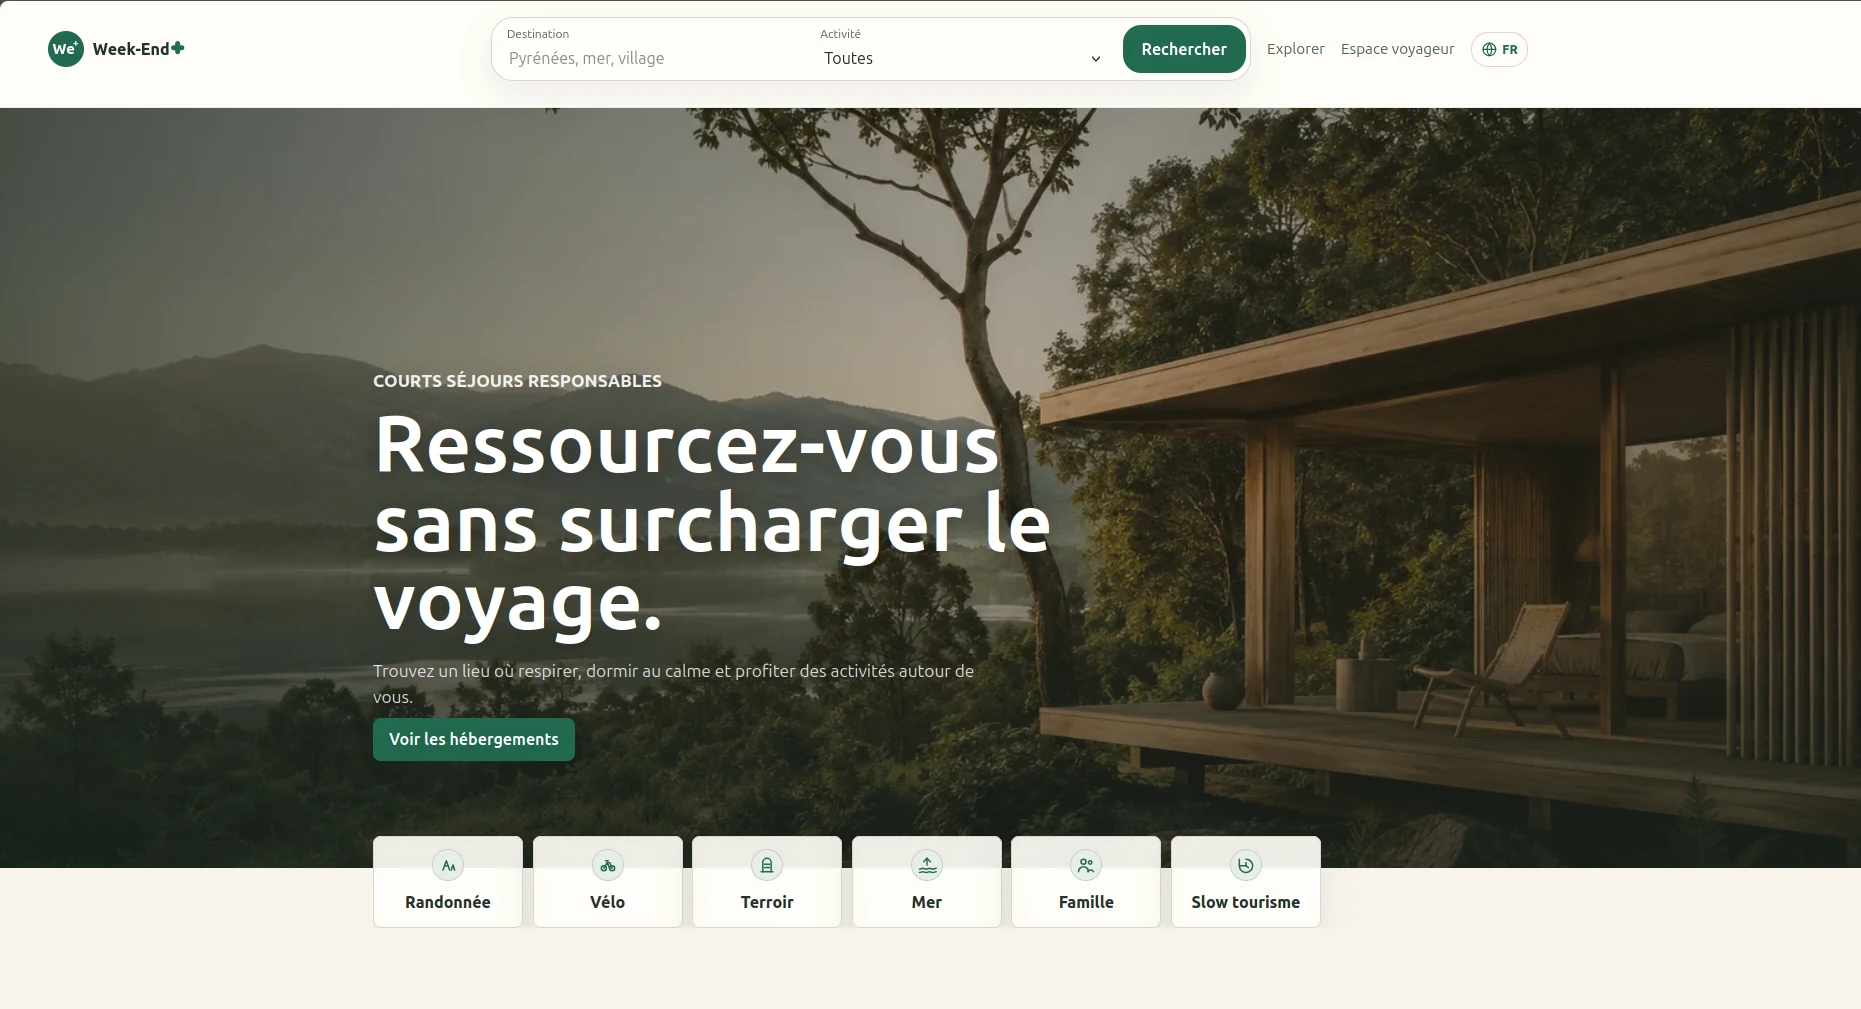 We+
Week-End
Destination
Pyrénées, mer, village
Activité
Toutes
Rechercher
Explorer
Espace voyageur
FR
COURTS SÉJOURS RESPONSABLES
Ressourcez-vous
sans surcharger le
voyage.
Trouvez un lieu où respirer, dormir au calme et profiter des activités autour de
vous.
Voir les hébergements
Randonnée
Vélo
Terroir
Mer
Famille
Slow tourisme